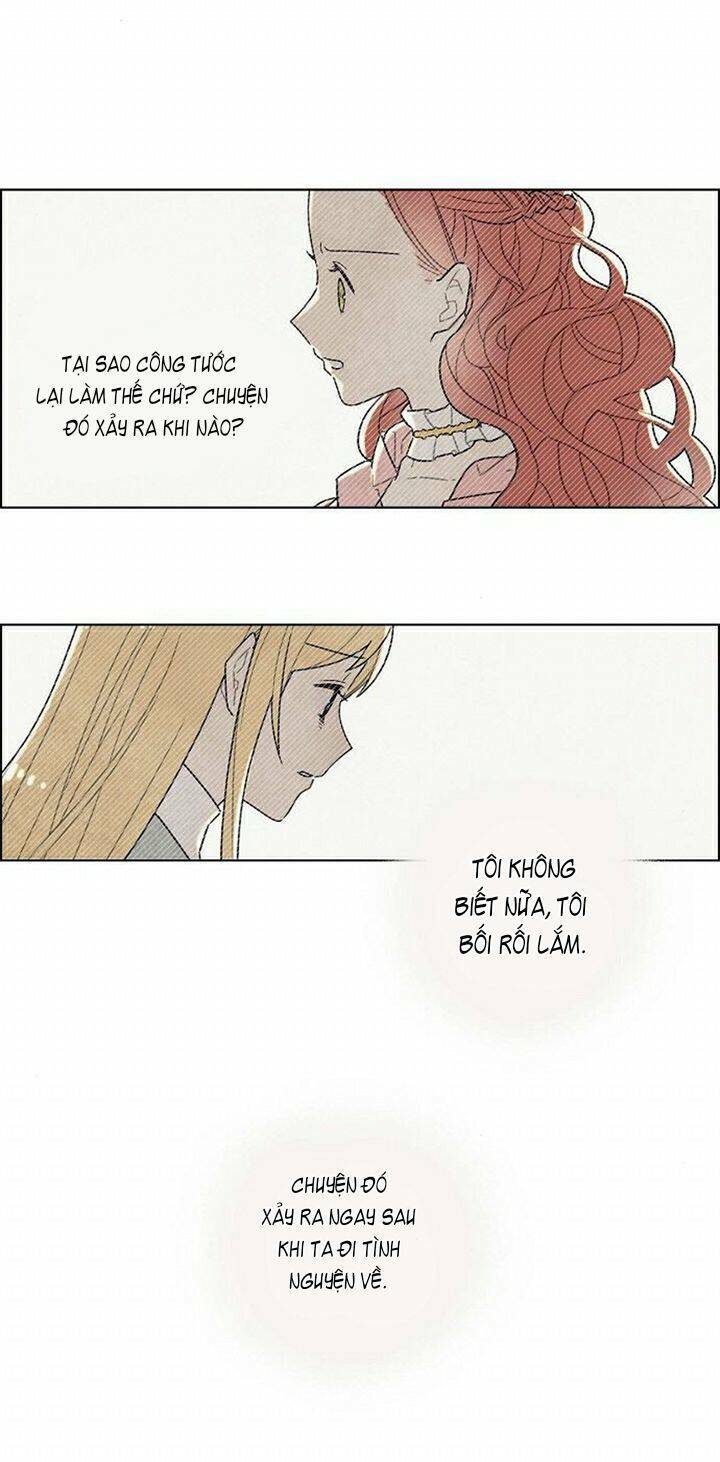 TẠI SAO CÔNG TƯỚC
LẠI LÀM THẾ CHỨ? CHUYỆN
ĐÓ XẢY RA KHI NÀO?
TÔI KHÔNG
BIẾT NỮA, TÔI
BỐI RỐI LẮM.
CHUYỆN ĐÓ
XẢY RA NGAY SAU
KHI TA ĐI TÌNH
NGUYỆN VỀ.